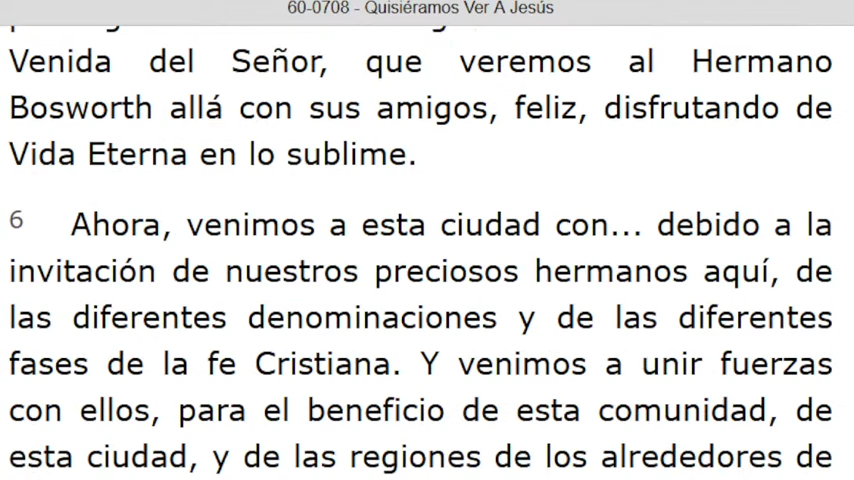 60-0708 - Quisiéramos Ver A Jesús
Venida del Señor, que veremos al Hermano
Bosworth allá con sus amigos, feliz, disfrutando de
Vida Eterna en lo sublime.
6 Ahora, venimos a esta ciudad con... debido a la
invitación de nuestros preciosos hermanos aquí, de
las diferentes denominaciones y de las diferentes
fases de la fe Cristiana. Y venimos a unir fuerzas
con ellos, para el beneficio de esta comunidad, de
esta ciudad, y de las regiones de los alrededores de